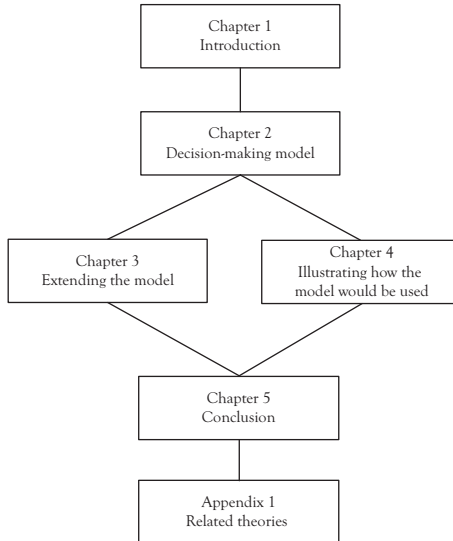 Chapter 1
Introduction
Chapter 2
Decision-making model
Chapter 3
Extending the model
Chapter 4
Illustrating how the
model would be used
Chapter 5
Conclusion
Appendix 1
Related theories